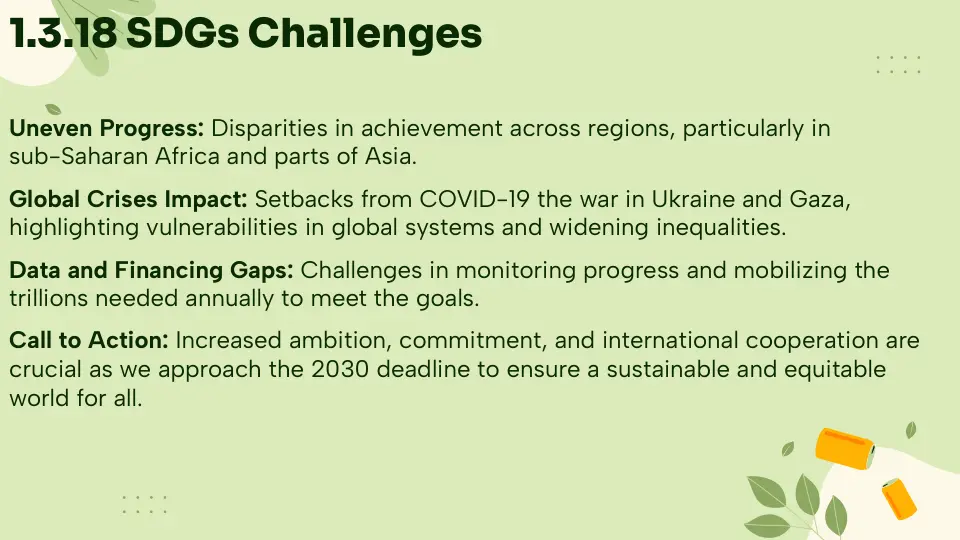 1.3.18 SDGs Challenges
Uneven Progress: Disparities in achievement across regions, particularly in
sub-Saharan Africa and parts of Asia.
Global Crises Impact: Setbacks from COVID-19 the war in Ukraine and Gaza,
highlighting vulnerabilities in global systems and widening inequalities.
Data and Financing Gaps: Challenges in monitoring progress and mobilizing the
trillions needed annually to meet the goals.
Call to Action: Increased ambition, commitment, and international cooperation are
crucial as we approach the 2030 deadline to ensure a sustainable and equitable
world for all.